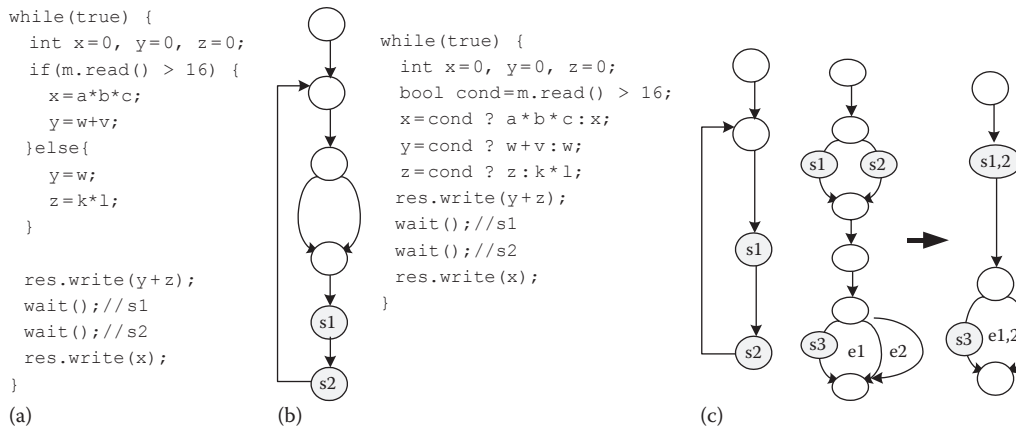 while(true) {
int x=0, y=0, z=0;
if(m.read() > 16) {
x=a*b*c;
y=w+v;
}else{
y=w;
z=k*l;
}
res.write(y+z);
wait();//s1
wait();//s2
res.write(x);
}
(a)
s1
s2
(b)
while(true) {
int x=0, y=0, z=0;
bool cond=m.read() > 16;
x=cond ? a*b*c:x;
y=cond ? w+v:w;
z=cond ? z:k*l;
res.write(y+z);
wait();//s1
wait();//s2
res.write(x);
}
s1
s2
(c)
s1 s2
s3 e1 e2
s1,2
s3 e1,2